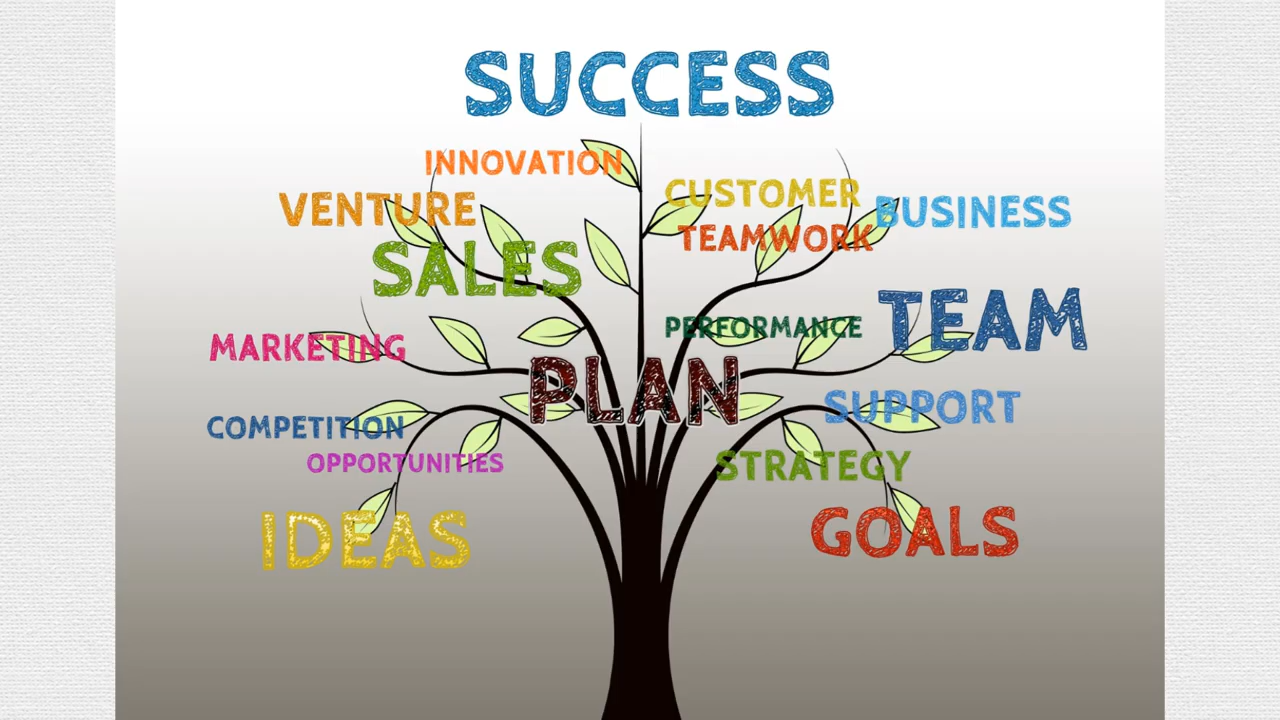 SUCCESS
INNOVATION
CUSTOMER
VENTURE
BUSINESS
TEAMWORK
SALES
TEAM
PERFORMANCE
MARKETING
PLAN
SUPPORT
COMPETITION
OPPORTUNITIES
STRATEGY
IDEAS
GOALS